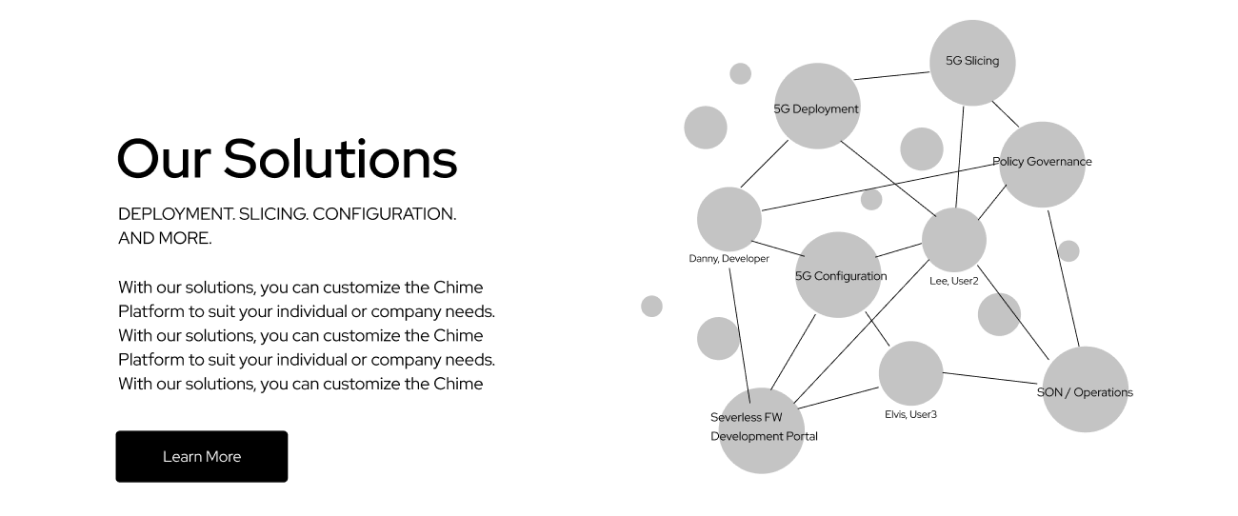 Our Solutions
DEPLOYMENT. SLICING. CONFIGURATION.
AND MORE.
With our solutions, you can customize the Chime
Platform to suit your individual or company needs.
With our solutions, you can customize the Chime
Platform to suit your individual or company needs.
With our solutions, you can customize the Chime
Learn More
5G Slicing
5G Deployment
Policy Governance
Danny, Developer
5G Configuration
Lee, User2
SON / Operations
Elvis, User3
Severless FW
Development Portal